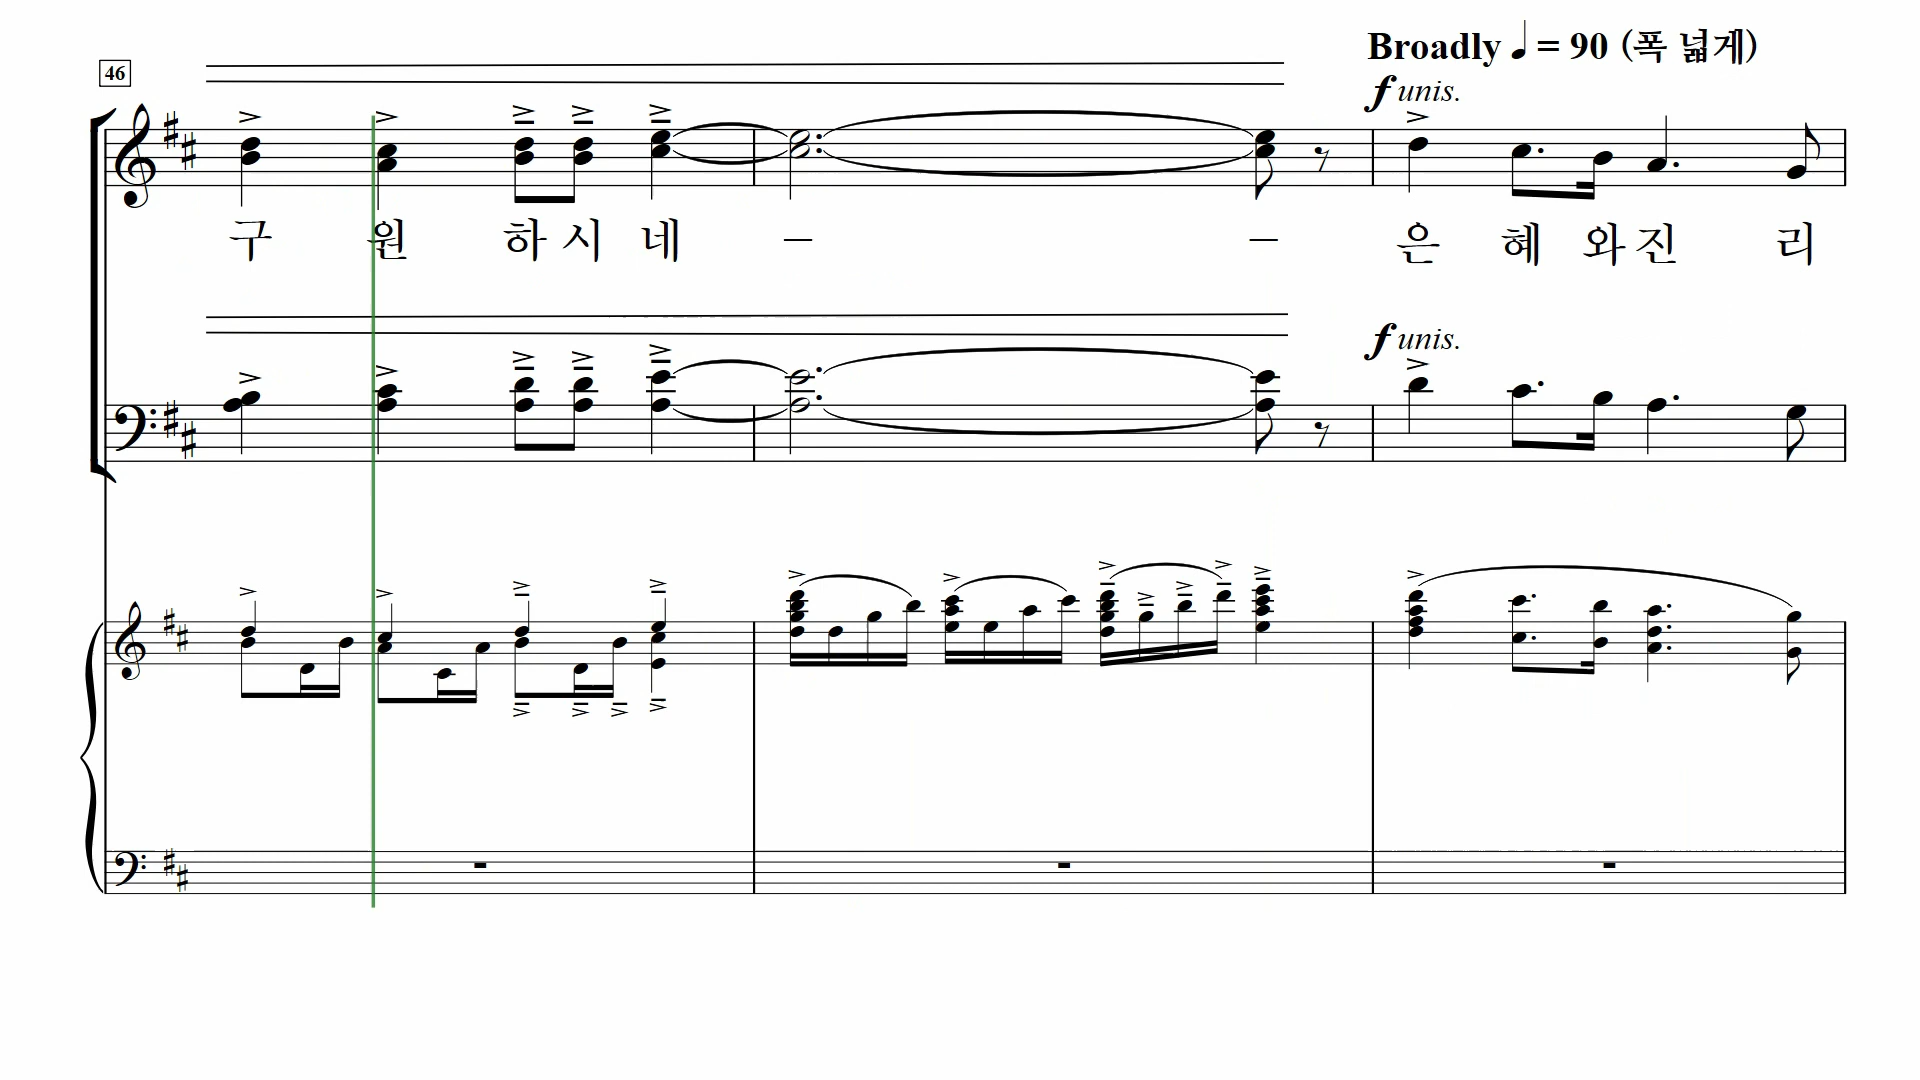 Broadly ♩= 90 (폭 넓게)
46
f unis.
구 원 하 시 네 – – 은 혜 와 진 리
f unis.